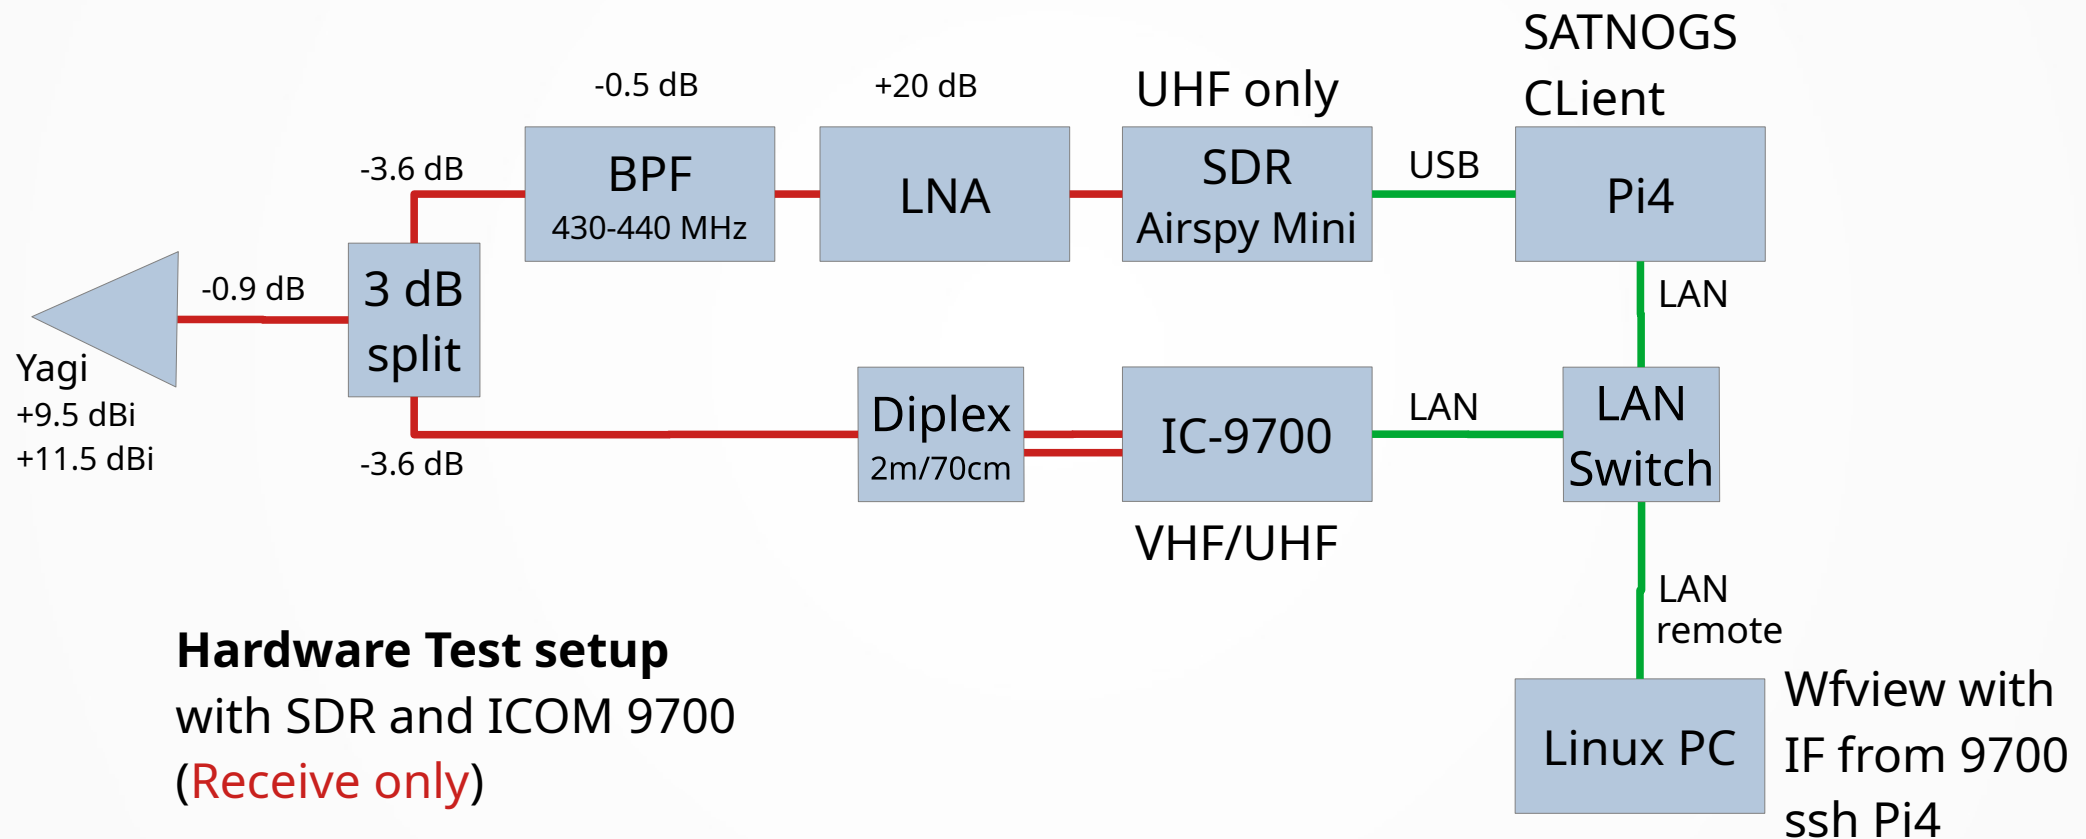 SATNOGS
CLient
-0.5 dB
+20 dB
UHF only
-3.6 dB
BPF
430-440 MHz
LNA
SDR
Airspy Mini
USB
Pi4
-0.9 dB
3 dB
split
LAN
Yagi
+9.5 dBi
+11.5 dBi
-3.6 dB
Diplex
2m/70cm
IC-9700
LAN
LAN
Switch
VHF/UHF
LAN
remote
Hardware Test setup
with SDR and ICOM 9700
(Receive only)
Linux PC
Wfview with
IF from 9700
ssh Pi4